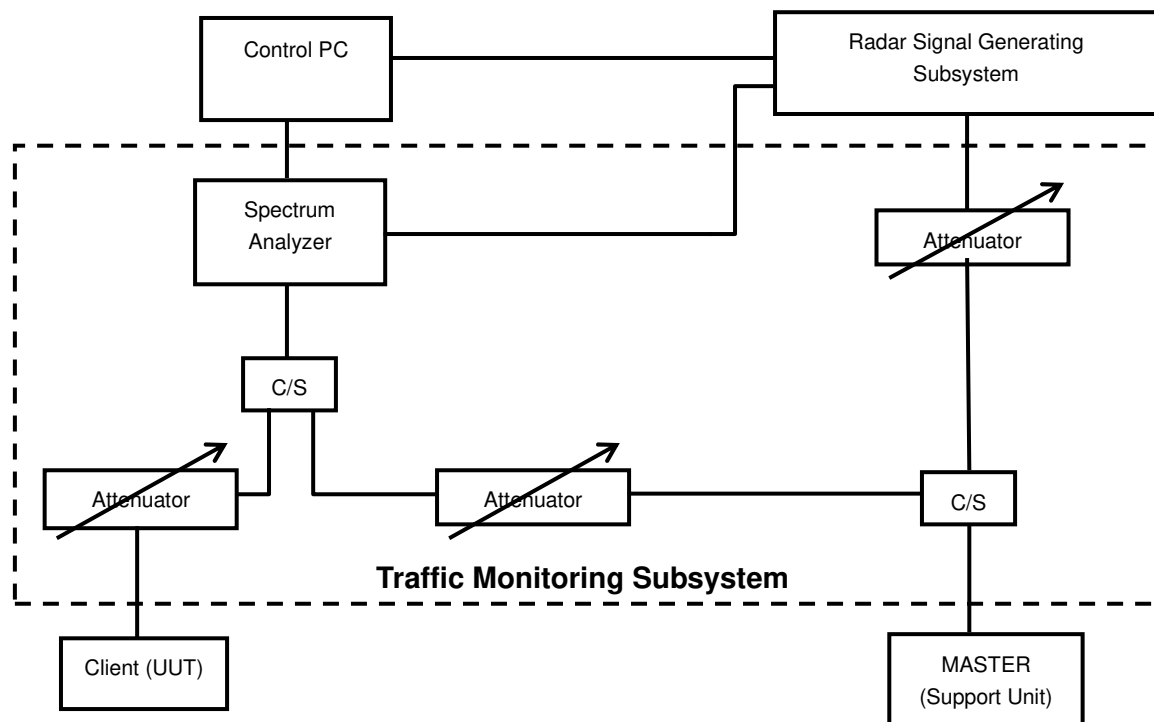 Control PC
Radar Signal Generating
Subsystem
Spectrum
Analyzer
Attenuator
C/S
Attenuator
Attenuator
C/S
Traffic Monitoring Subsystem
Client (UUT)
MASTER
(Support Unit)